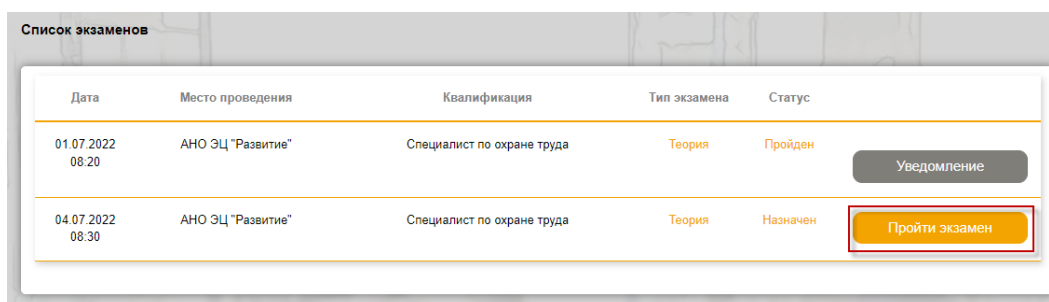 Список экзаменов
Дата Место проведения Квалификация Тип экзамена Статус
01.07.2022 АНО ЭЦ "Развитие" Специалист по охране труда Теория Пройден
08:20
Уведомление
04.07.2022 АНО ЭЦ "Развитие" Специалист по охране труда Теория Назначен
08:30
Пройти экзамен